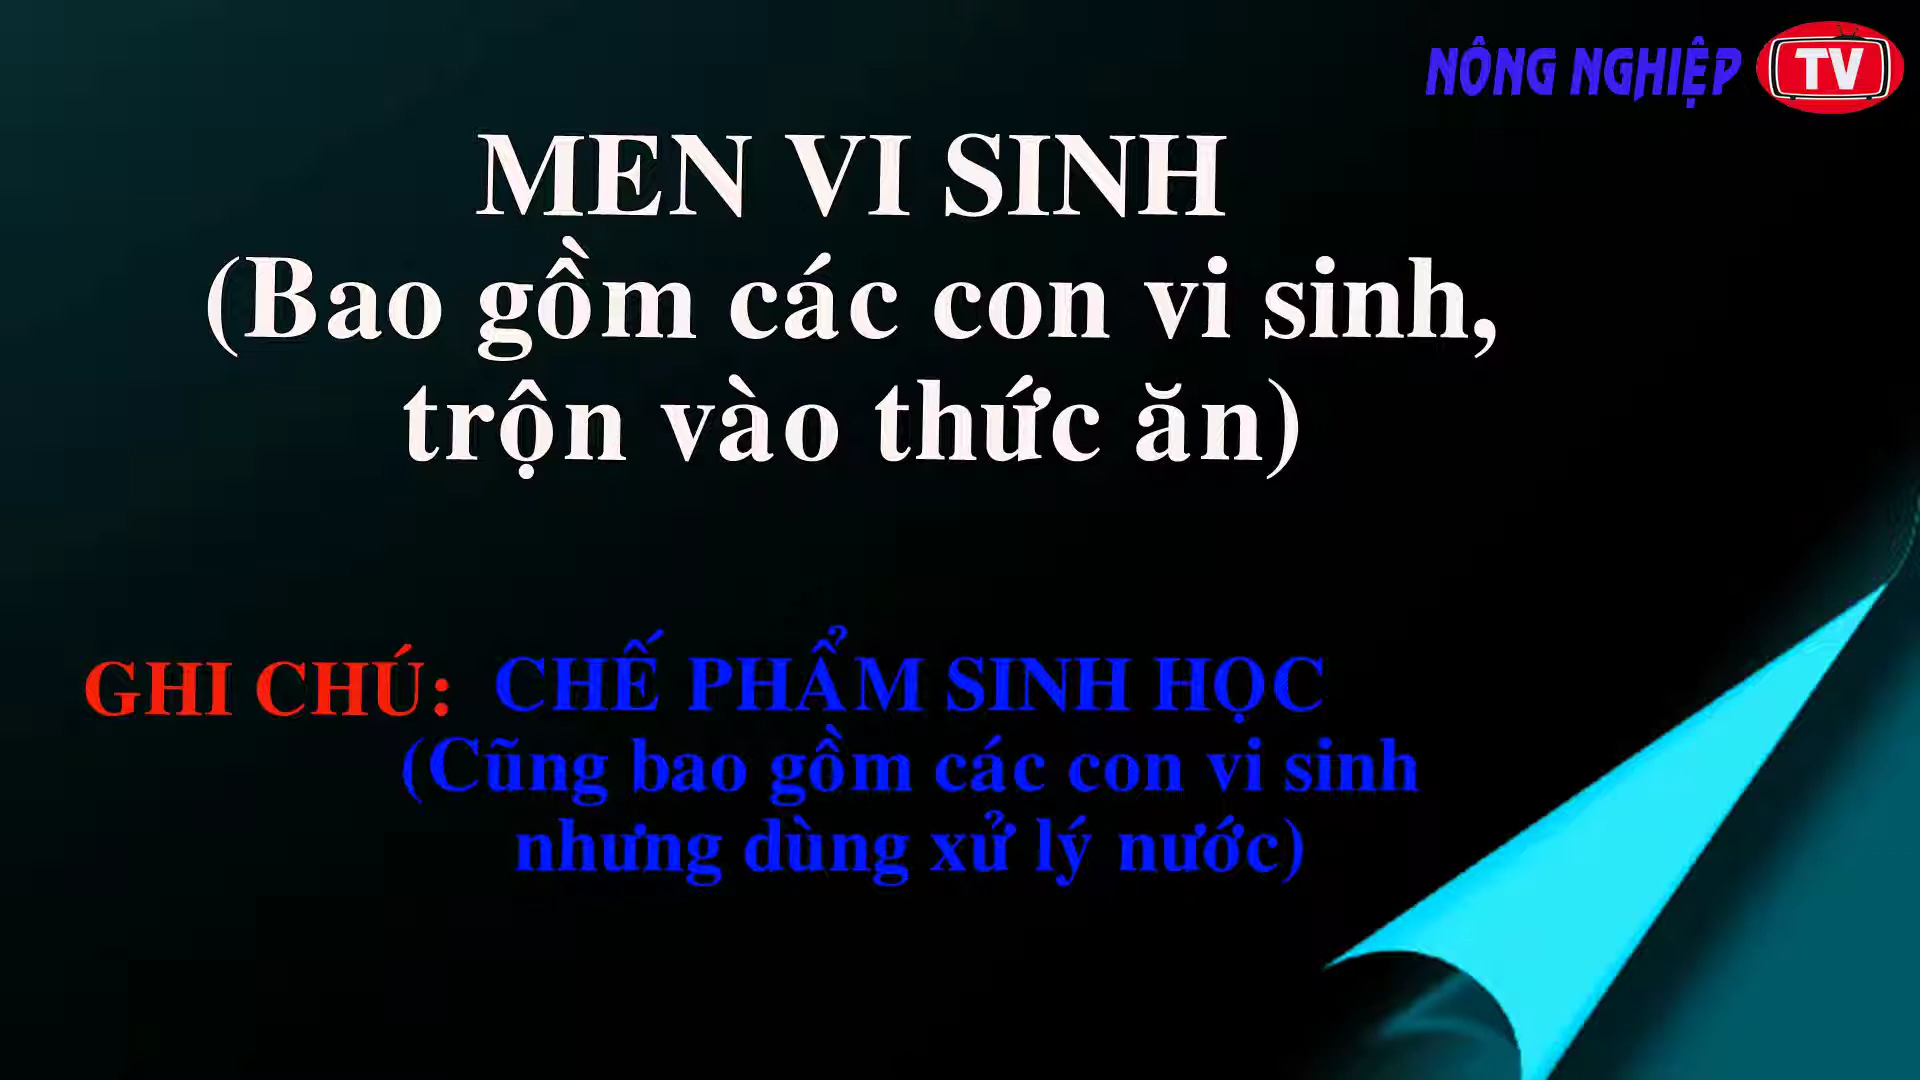 NÔNG NGHIỆP TV
MEN VI SINH
(Bao gồm các con vi sinh,
trộn vào thức ăn)
GHI CHÚ: CHẾ PHẨM SINH HỌC
(Cũng bao gồm các con vi sinh
nhưng dùng xử lý nước)